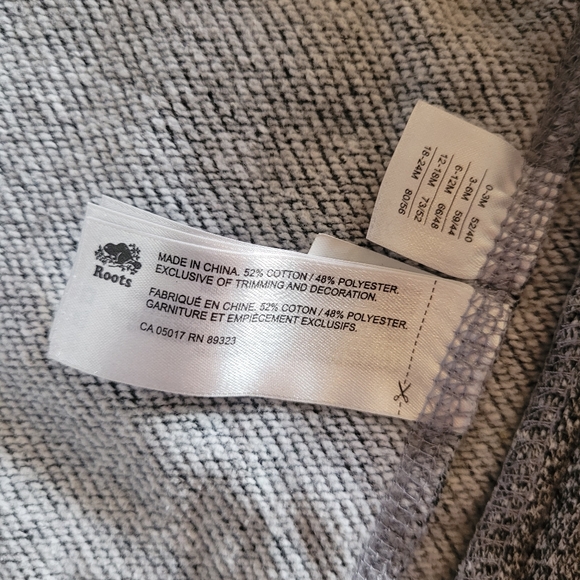 Roots
MADE IN CHINA. 52% COTTON / 48% POLYESTER.
EXCLUSIVE OF TRIMMING AND DECORATION.
FABRIQUÉ EN CHINE. 52% COTON / 48% POLYESTER.
GARNITURE ET EMPIÈCEMENT EXCLUSIFS.
CA 05017 RN 89323
0-3M 52/40
3-6M 59/44
6-12M 66/48
12-18M 73/52
18-24M 80/56